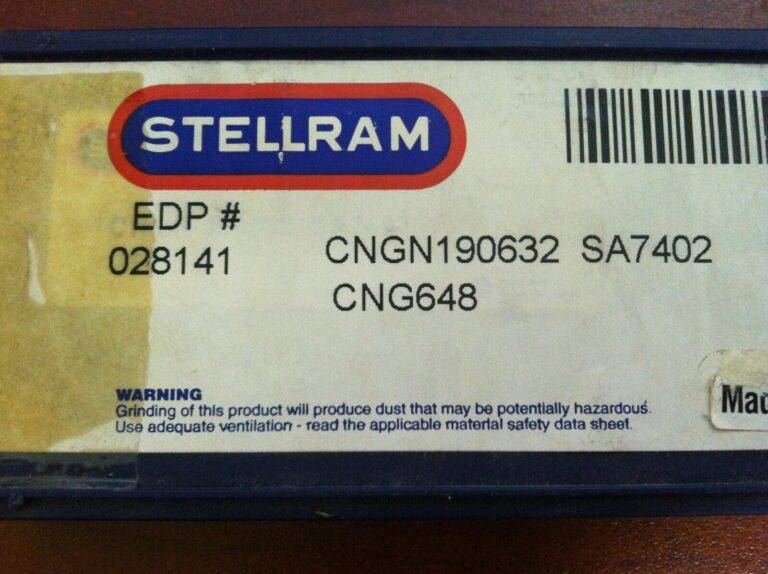 STELLRAM
EDP #
028141
CNGN190632 SA7402
CNG648
WARNING
Grinding of this product will produce dust that may be potentially hazardous.
Use adequate ventilation - read the applicable material safety data sheet.